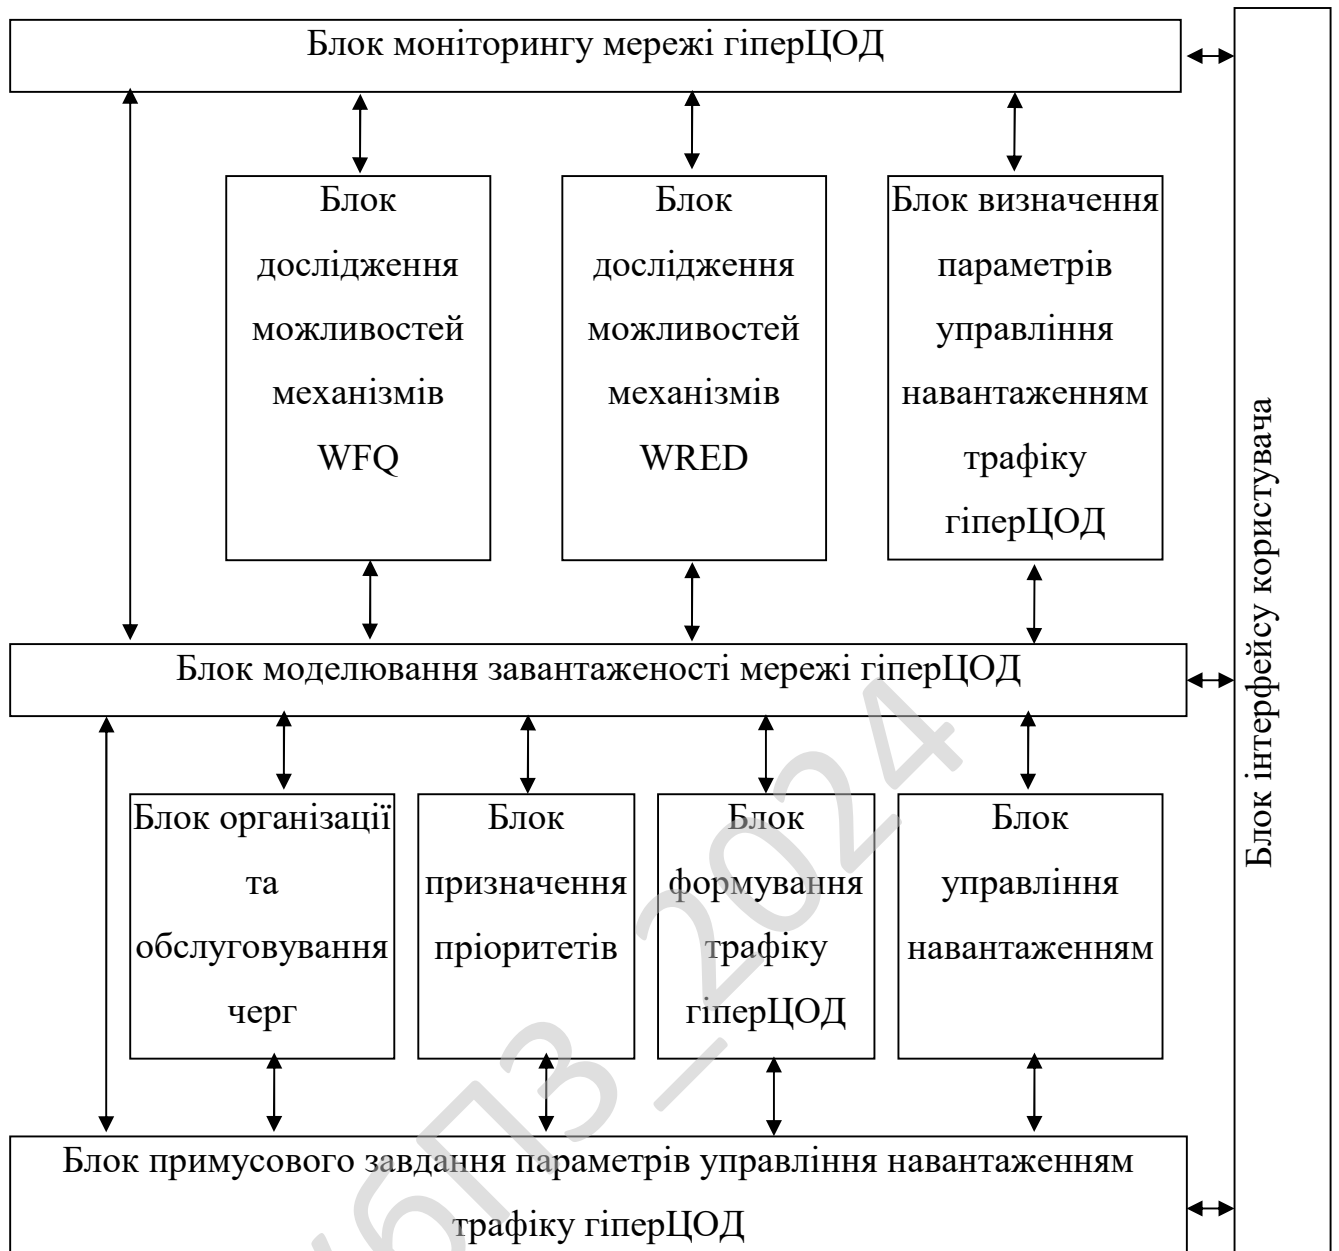 Блок моніторингу мережі гіперЦОД
Блок
дослідження
можливостей
механізмів
WFQ
Блок
дослідження
можливостей
механізмів
WRED
Блок визначення
параметрів
управління
навантаженням
трафіку
гіперЦОД
Блок моделювання завантаженості мережі гіперЦОД
Блок організації
та
обслуговування
черг
Блок
призначення
пріоритетів
Блок
формування
трафіку
гіперЦОД
Блок
управління
навантаженням
Блок примусового завдання параметрів управління навантаженням
трафіку гіперЦОД
Блок інтерфейсу користувача